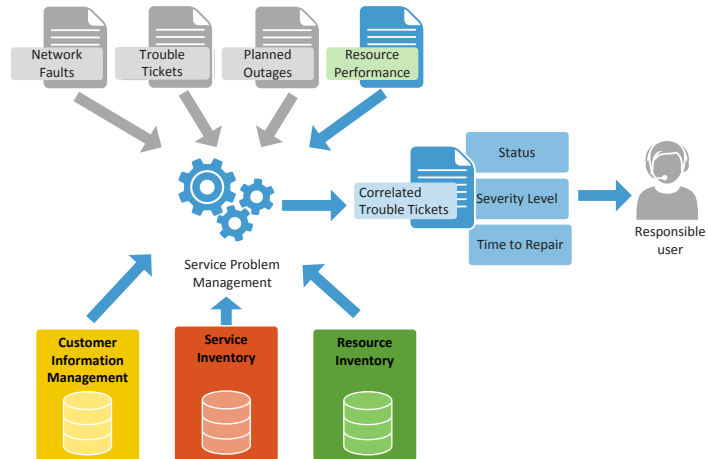 Network
Faults
Trouble
Tickets
Planned
Outages
Resource
Performance
Status
Correlated
Trouble Tickets
Severity Level
Time to Repair
Responsible
user
Service Problem
Management
Customer
Information
Management
Service
Inventory
Resource
Inventory